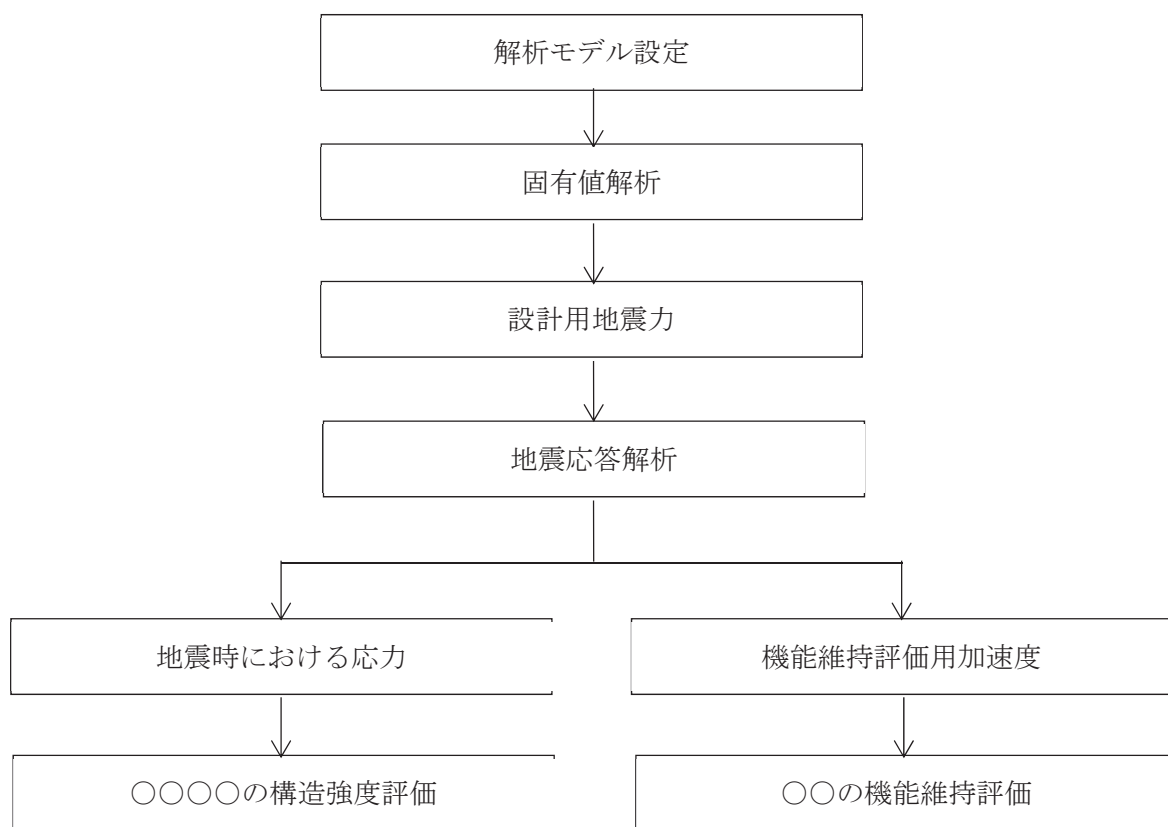 解析モデル設定
固有値解析
設計用地震力
地震応答解析
地震時における応力
機能維持評価用加速度
○○○○の構造強度評価
○○の機能維持評価